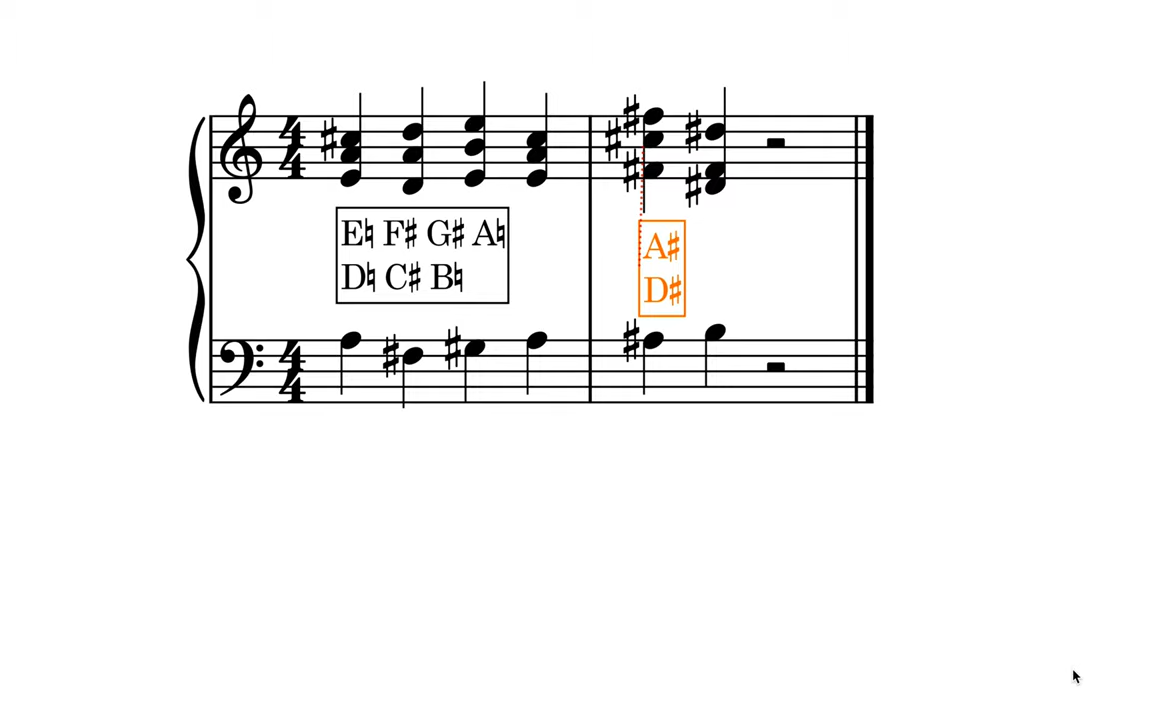 E♮ F♯ G♯ A♮
D♮ C♯ B♮
A♯
D♯